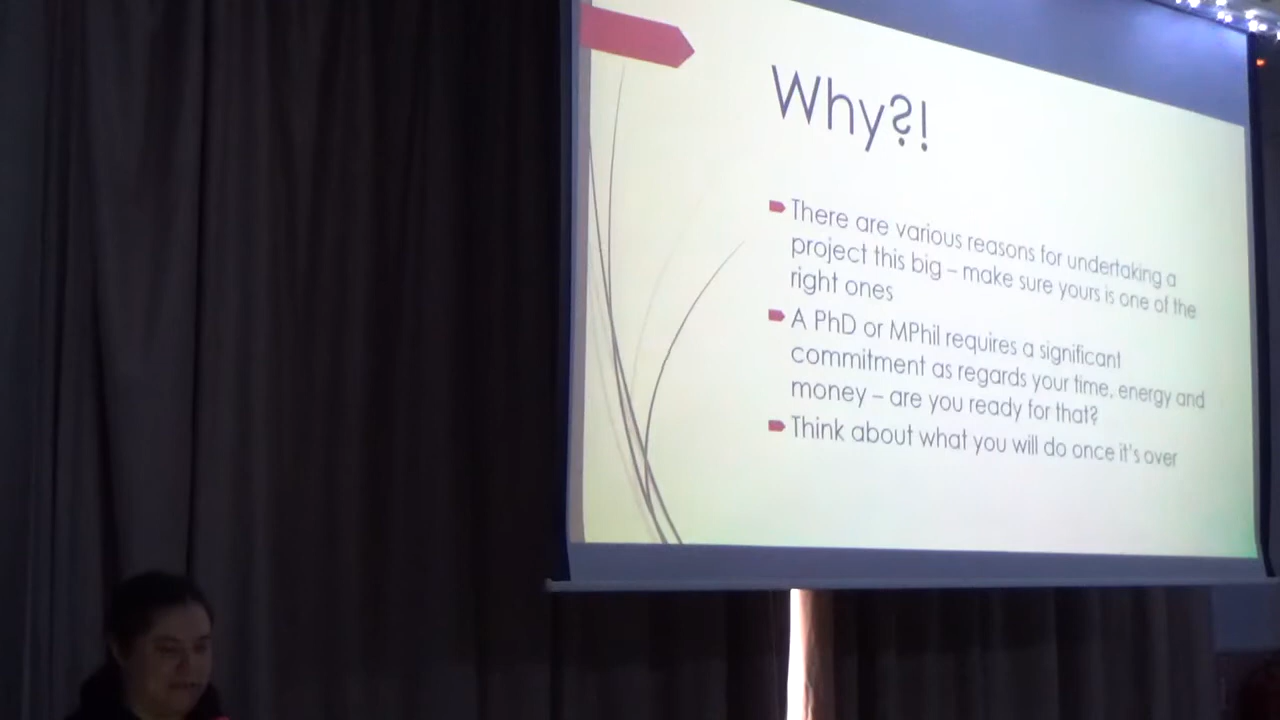 Why?!
There are various reasons for undertaking a
project this big – make sure yours is one of the
right ones
A PhD or MPhil requires a significant
commitment as regards your time, energy and
money – are you ready for that?
Think about what you will do once it's over